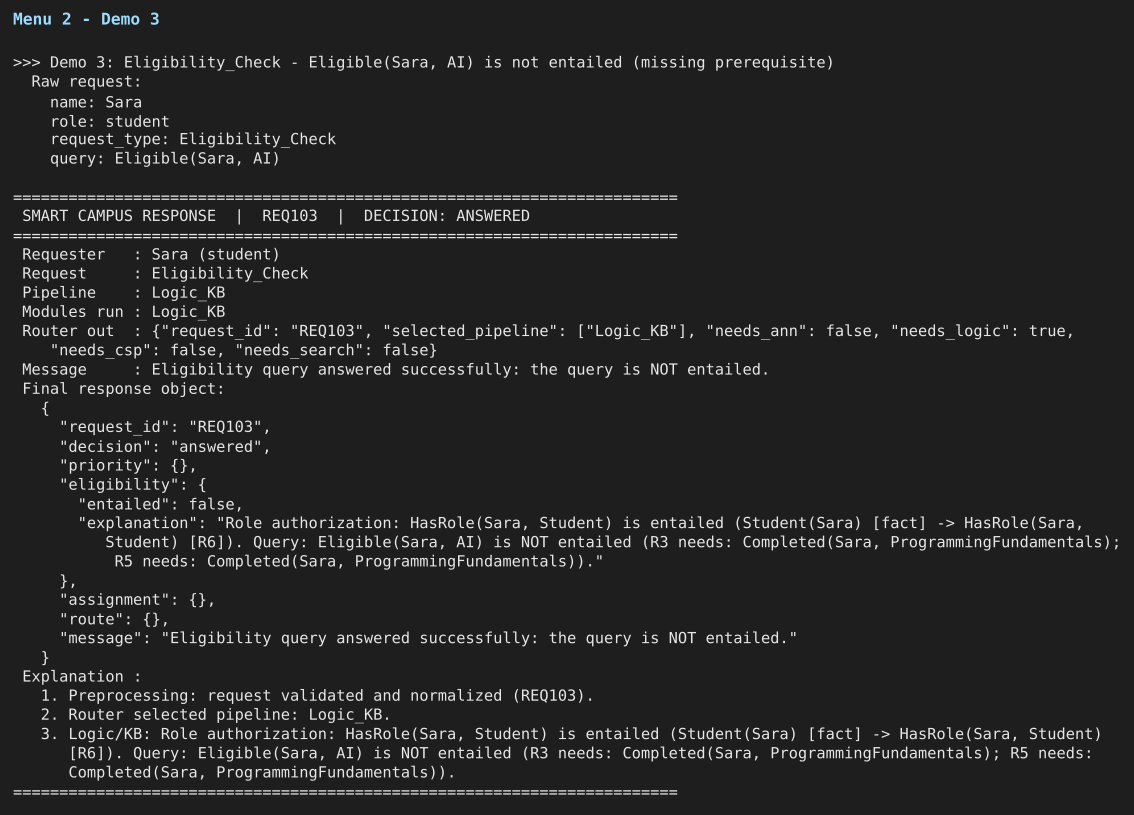 Menu 2 - Demo 3
>>> Demo 3: Eligibility_Check - Eligible(Sara, AI) is not entailed (missing prerequisite)
Raw request:
name: Sara
role: student
request_type: Eligibility_Check
query: Eligible(Sara, AI)
========================================================================
SMART CAMPUS RESPONSE  |  REQ103  |  DECISION: ANSWERED
========================================================================
Requester   : Sara (student)
Request     : Eligibility_Check
Pipeline    : Logic_KB
Modules run : Logic_KB
Router out  : {"request_id": "REQ103", "selected_pipeline": ["Logic_KB"], "needs_ann": false, "needs_logic": true,
"needs_csp": false, "needs_search": false}
Message     : Eligibility query answered successfully: the query is NOT entailed.
Final response object:
{
"request_id": "REQ103",
"decision": "answered",
"priority": {},
"eligibility": {
"entailed": false,
"explanation": "Role authorization: HasRole(Sara, Student) is entailed (Student(Sara) [fact] -> HasRole(Sara,
Student) [R6]). Query: Eligible(Sara, AI) is NOT entailed (R3 needs: Completed(Sara, ProgrammingFundamentals);
R5 needs: Completed(Sara, ProgrammingFundamentals))."
},
"assignment": {},
"route": {},
"message": "Eligibility query answered successfully: the query is NOT entailed."
}
Explanation :
1. Preprocessing: request validated and normalized (REQ103).
2. Router selected pipeline: Logic_KB.
3. Logic/KB: Role authorization: HasRole(Sara, Student) is entailed (Student(Sara) [fact] -> HasRole(Sara, Student)
[R6]). Query: Eligible(Sara, AI) is NOT entailed (R3 needs: Completed(Sara, ProgrammingFundamentals); R5 needs:
Completed(Sara, ProgrammingFundamentals)).
========================================================================